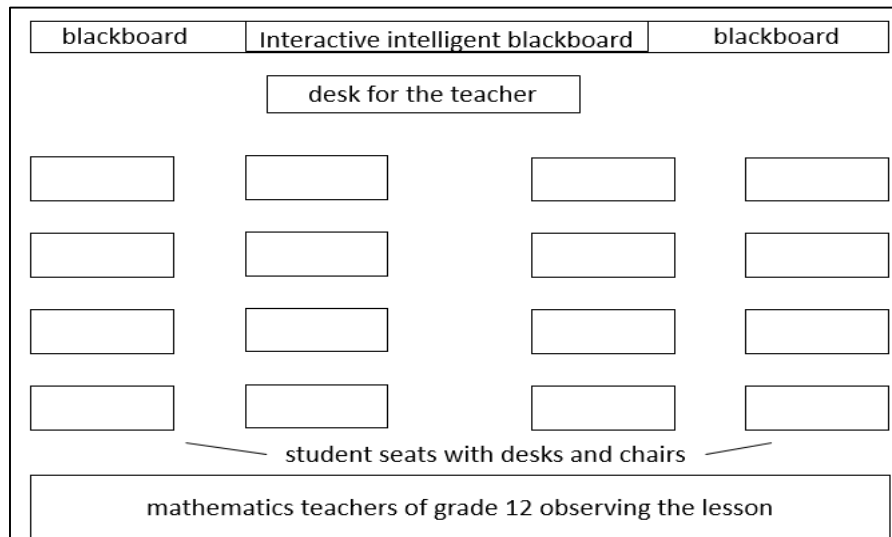 blackboard
Interactive intelligent blackboard
blackboard
desk for the teacher
student seats with desks and chairs
mathematics teachers of grade 12 observing the lesson